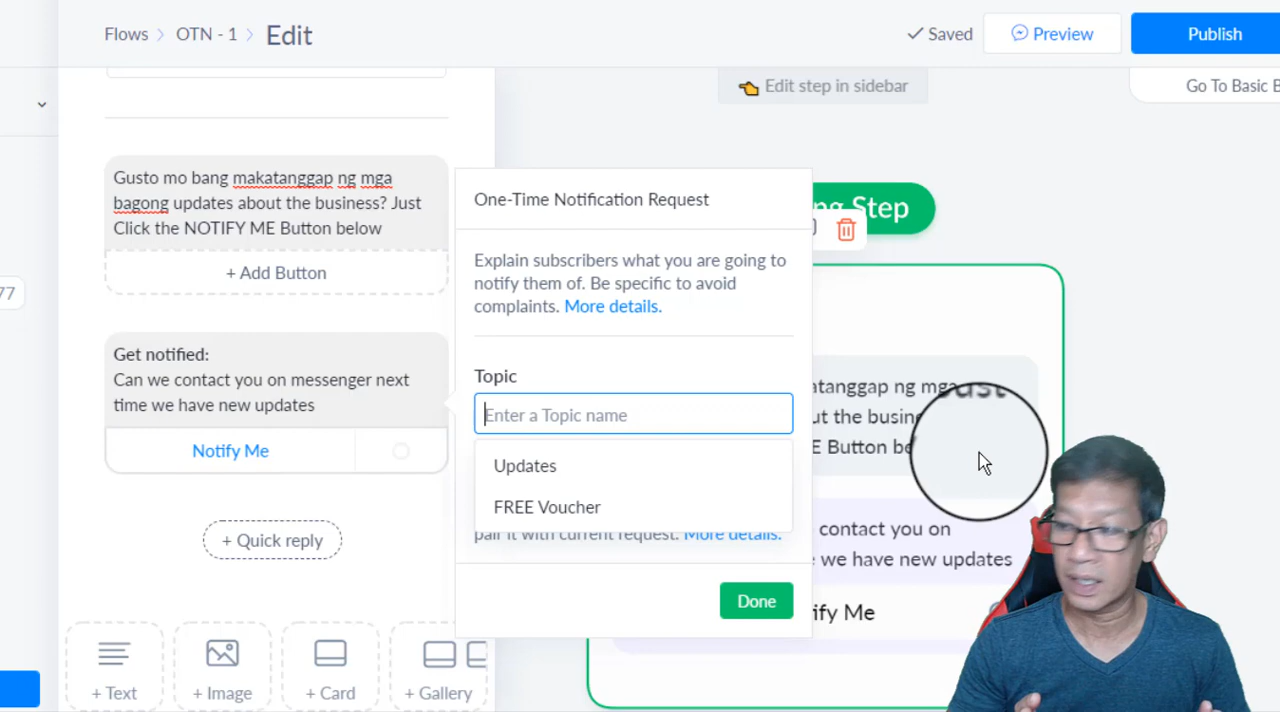 Flows > OTN - 1 > Edit
Saved
Preview
Publish
Edit step in sidebar
Go To Basic B
77
Gusto mo bang makatanggap ng mga
bagong updates about the business? Just
Click the NOTIFY ME Button below
+ Add Button
Get notified:
Can we contact you on messenger next
time we have new updates
Notify Me
+ Quick reply
+ Text
+ Image
+ Card
+ Gallery
One-Time Notification Request
Explain subscribers what you are going to
notify them of. Be specific to avoid
complaints. More details.
Topic
Enter a Topic name
Updates
FREE Voucher
pair it with current request. More details.
Done
ng Step
atanggap ng mga
ut the busin
E Button be
contact you on
we have new updates
ify Me